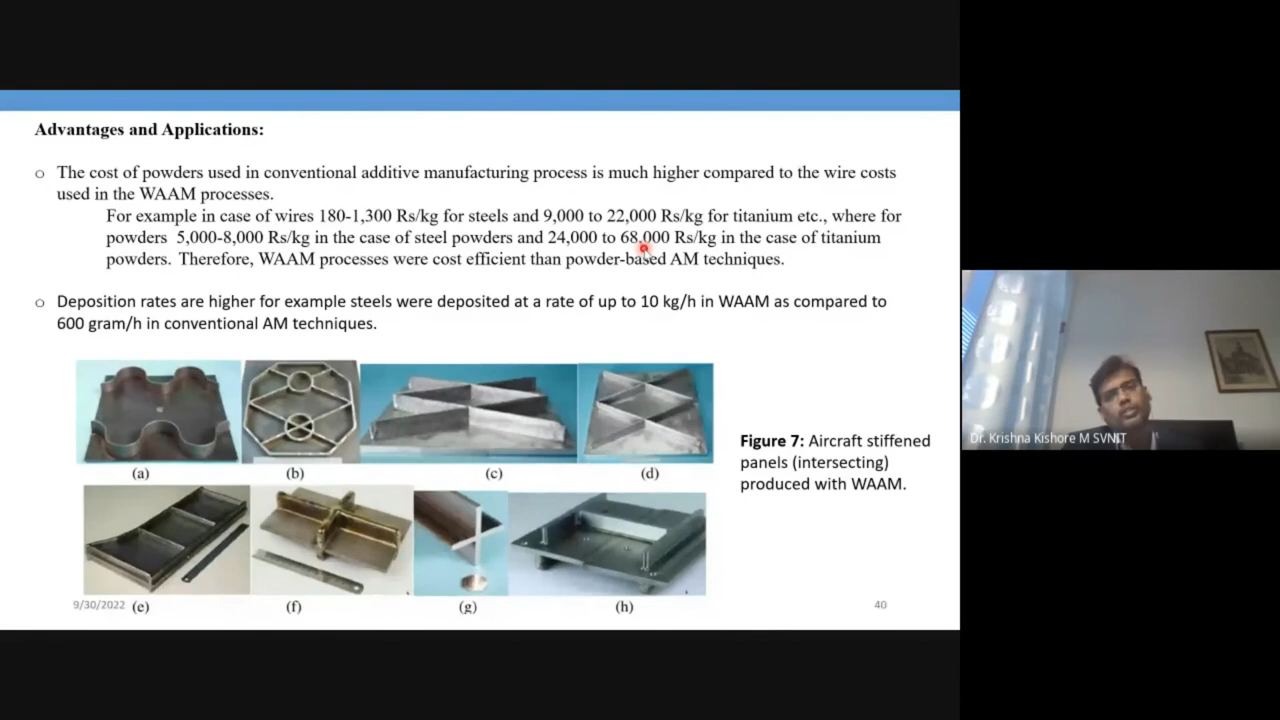 Advantages and Applications:
o The cost of powders used in conventional additive manufacturing process is much higher compared to the wire costs
used in the WAAM processes.
For example in case of wires 180-1,300 Rs/kg for steels and 9,000 to 22,000 Rs/kg for titanium etc., where for
powders 5,000-8,000 Rs/kg in the case of steel powders and 24,000 to 68,000 Rs/kg in the case of titanium
powders. Therefore, WAAM processes were cost efficient than powder-based AM techniques.
o Deposition rates are higher for example steels were deposited at a rate of up to 10 kg/h in WAAM as compared to
600 gram/h in conventional AM techniques.
(a) (b) (c) (d)
Figure 7: Aircraft stiffened
panels (intersecting)
produced with WAAM.
9/30/2022 (e) (f) (g) (h) 40
Dr. Krishna Kishore M SVNIT